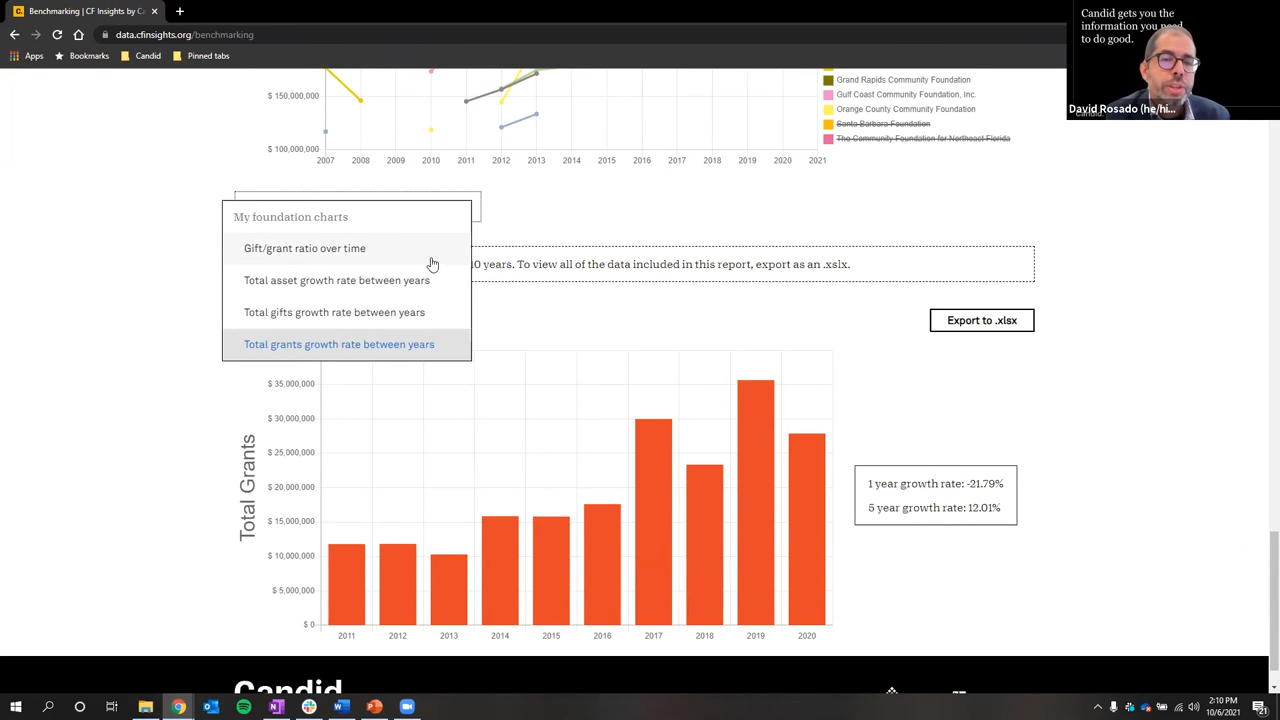 Benchmarking | CF Insights by Ca
data.cfinsights.org/benchmarking
Apps
Bookmarks
Candid
Pinned tabs
Candid gets you the
information you need
to do good.
David Rosado (he/hi...
Candid.
$ 150,000,000
$ 100,000,000
2007 2008 2009 2010 2011 2012 2013 2014 2015 2016 2017 2018 2019 2020 2021
Grand Rapids Community Foundation
Gulf Coast Community Foundation, Inc.
Orange County Community Foundation
Santa Barbara Foundation
The Community Foundation for Northeast Florida
My foundation charts
Gift/grant ratio over time
Total asset growth rate between years
Total gifts growth rate between years
Total grants growth rate between years
10 years. To view all of the data included in this report, export as an .xslx.
Export to .xlsx
Total Grants
$ 35,000,000
$ 30,000,000
$ 25,000,000
$ 20,000,000
$ 15,000,000
$ 10,000,000
$ 5,000,000
$ 0
2011 2012 2013 2014 2015 2016 2017 2018 2019 2020
1 year growth rate: -21.79%
5 year growth rate: 12.01%
Candid
2:10 PM
10/6/2021
21